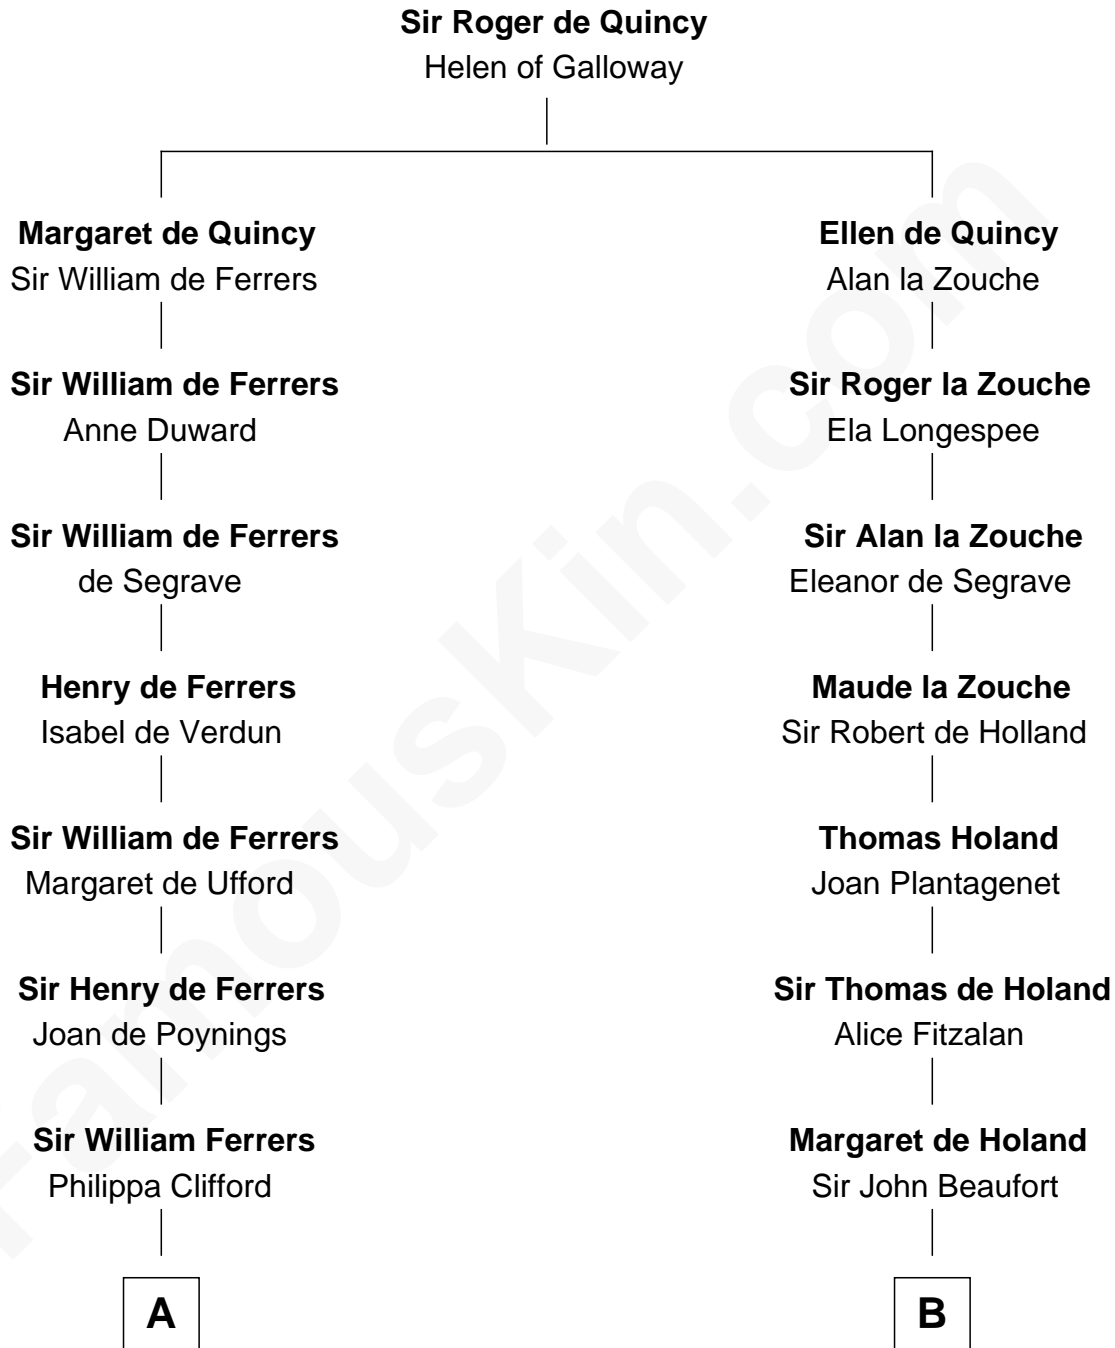 Sir Roger de Quincy
Helen of Galloway
Margaret de Quincy
Sir William de Ferrers
Ellen de Quincy
Alan la Zouche
Sir William de Ferrers
Anne Duward
Sir Roger la Zouche
Ela Longespee
Sir William de Ferrers
de Segrave
Sir Alan la Zouche
Eleanor de Segrave
Henry de Ferrers
Isabel de Verdun
Maude la Zouche
Sir Robert de Holland
Sir William de Ferrers
Margaret de Ufford
Thomas Holand
Joan Plantagenet
Sir Henry de Ferrers
Joan de Poynings
Sir Thomas de Holand
Alice Fitzalan
Sir William Ferrers
Philippa Clifford
Margaret de Holand
Sir John Beaufort
A
B
FamousKin.com